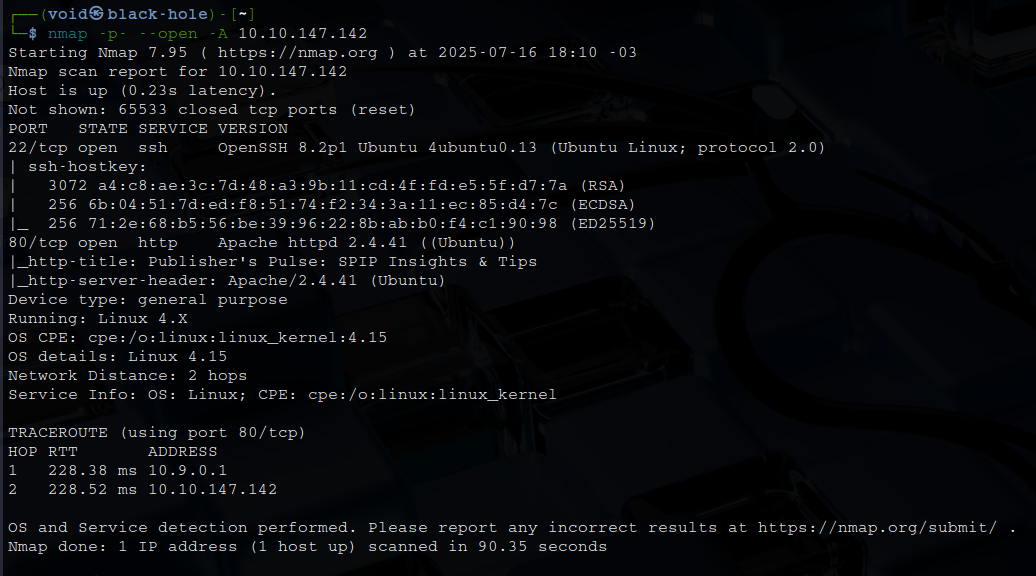 ┌──(void㉿black-hole)-[~]
└─$ nmap -p- --open -A 10.10.147.142
Starting Nmap 7.95 ( https://nmap.org ) at 2025-07-16 18:10 -03
Nmap scan report for 10.10.147.142
Host is up (0.23s latency).
Not shown: 65533 closed tcp ports (reset)
PORT   STATE SERVICE VERSION
22/tcp open  ssh     OpenSSH 8.2p1 Ubuntu 4ubuntu0.13 (Ubuntu Linux; protocol 2.0)
| ssh-hostkey:
|   3072 a4:c8:ae:3c:7d:48:a3:9b:11:cd:4f:fd:e5:5f:d7:7a (RSA)
|   256 6b:04:51:7d:ed:f8:51:74:f2:34:3a:11:ec:85:d4:7c (ECDSA)
|_  256 71:2e:68:b5:56:be:39:96:22:8b:ab:b0:f4:c1:90:98 (ED25519)
80/tcp open  http    Apache httpd 2.4.41 ((Ubuntu))
|_http-title: Publisher's Pulse: SPIP Insights & Tips
|_http-server-header: Apache/2.4.41 (Ubuntu)
Device type: general purpose
Running: Linux 4.X
OS CPE: cpe:/o:linux:linux_kernel:4.15
OS details: Linux 4.15
Network Distance: 2 hops
Service Info: OS: Linux; CPE: cpe:/o:linux:linux_kernel

TRACEROUTE (using port 80/tcp)
HOP RTT       ADDRESS
1   228.38 ms 10.9.0.1
2   228.52 ms 10.10.147.142

OS and Service detection performed. Please report any incorrect results at https://nmap.org/submit/ .
Nmap done: 1 IP address (1 host up) scanned in 90.35 seconds